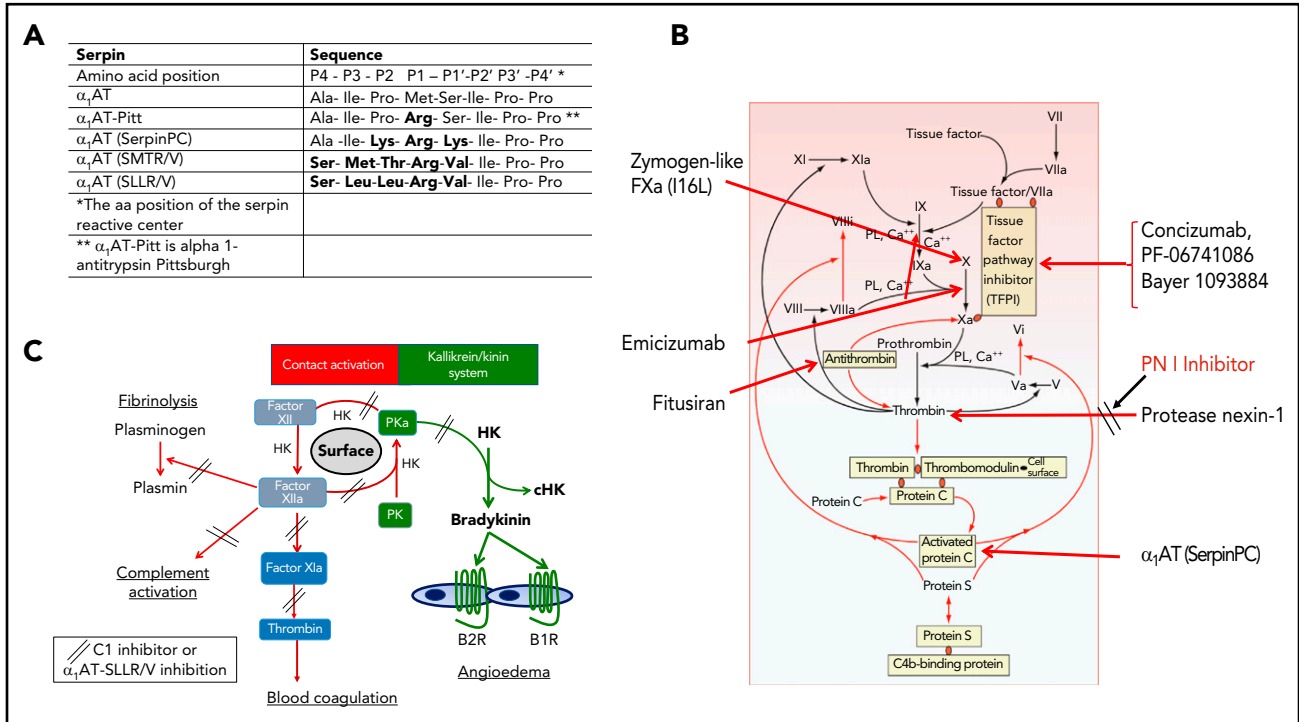 A
Serpin Sequence
Amino acid position P4 - P3 - P2 P1 – P1’-P2’ P3’ -P4’ *
α1AT Ala- Ile- Pro- Met-Ser-Ile- Pro- Pro
α1AT-Pitt Ala- Ile- Pro- Arg- Ser- Ile- Pro- Pro **
α1AT (SerpinPC) Ala -Ile- Lys- Arg- Lys- Ile- Pro- Pro
α1AT (SMTR/V) Ser- Met-Thr-Arg-Val- Ile- Pro- Pro
α1AT (SLLR/V) Ser- Leu-Leu-Arg-Val- Ile- Pro- Pro
*The aa position of the serpin
reactive center
** α1AT-Pitt is alpha 1-
antitrypsin Pittsburgh
B
Zymogen-like
FXa (I16L)
Emicizumab
Fitusiran
Tissue factor
VII
VIIa
XI
XIa
Tissue factor/VIIa
IX
VIIIi
PL, Ca++
Ca++
X
IXa
PL, Ca++
Tissue
factor
pathway
inhibitor
(TFPI)
VIII
VIIIa
Xa
Vi
Prothrombin
Antithrombin
PL, Ca++
Va
V
Thrombin
Thrombin
Thrombomodulin
Cell
surface
Protein C
Protein C
Activated
protein C
Protein S
Protein S
C4b-binding protein
Concizumab,
PF-06741086
Bayer 1093884
PN I Inhibitor
Protease nexin-1
α1AT (SerpinPC)
C
Contact activation
Kallikrein/kinin
system
Fibrinolysis
Plasminogen
Plasmin
Factor
XII
HK
PKa
HK
Surface
HK
HK
Factor
XIIa
PK
cHK
Bradykinin
Complement
activation
Factor XIa
Thrombin
B2R
B1R
Angioedema
C1 inhibitor or
α1AT-SLLR/V inhibition
Blood coagulation